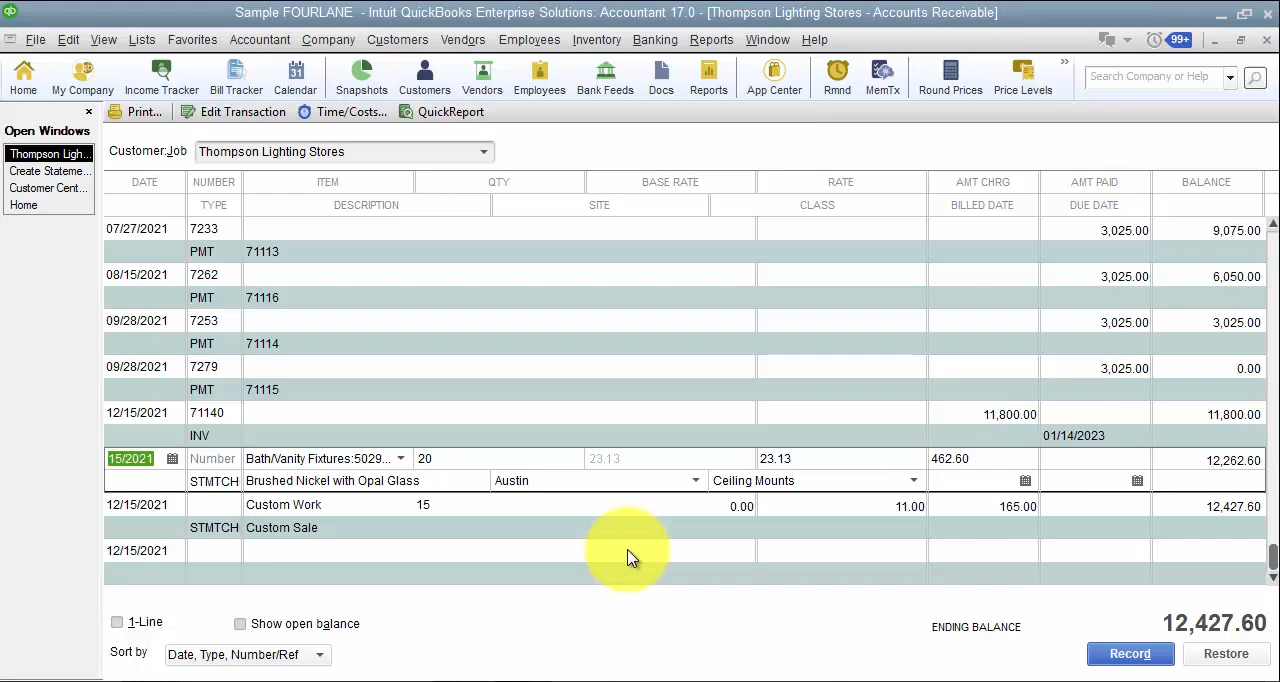 Sample FOURLANE - Intuit QuickBooks Enterprise Solutions: Accountant 17.0 - [Thompson Lighting Stores - Accounts Receivable]
File Edit View Lists Favorites Accountant Company Customers Vendors Employees Inventory Banking Reports Window Help 99+
Home My Company Income Tracker Bill Tracker Calendar Snapshots Customers Vendors Employees Bank Feeds Docs Reports App Center Rmnd MemTx Round Prices Price Levels Search Company or Help
Print... Edit Transaction Time/Costs... QuickReport
Open Windows
Thompson Ligh...
Create Stateme...
Customer Cent...
Home
Customer:Job Thompson Lighting Stores
DATE NUMBER ITEM QTY BASE RATE RATE AMT CHRG AMT PAID BALANCE
TYPE DESCRIPTION SITE CLASS BILLED DATE DUE DATE
07/27/2021 7233 3,025.00 9,075.00
PMT 71113
08/15/2021 7262 3,025.00 6,050.00
PMT 71116
09/28/2021 7253 3,025.00 3,025.00
PMT 71114
09/28/2021 7279 3,025.00 0.00
PMT 71115
12/15/2021 71140 11,800.00 11,800.00
INV 01/14/2023
15/2021 Number Bath/Vanity Fixtures:5029... 20 23.13 23.13 462.60 12,262.60
STMTCH Brushed Nickel with Opal Glass Austin Ceiling Mounts
12/15/2021 Custom Work 15 0.00 11.00 165.00 12,427.60
STMTCH Custom Sale
12/15/2021
1-Line Show open balance
ENDING BALANCE 12,427.60
Sort by Date, Type, Number/Ref
Record Restore